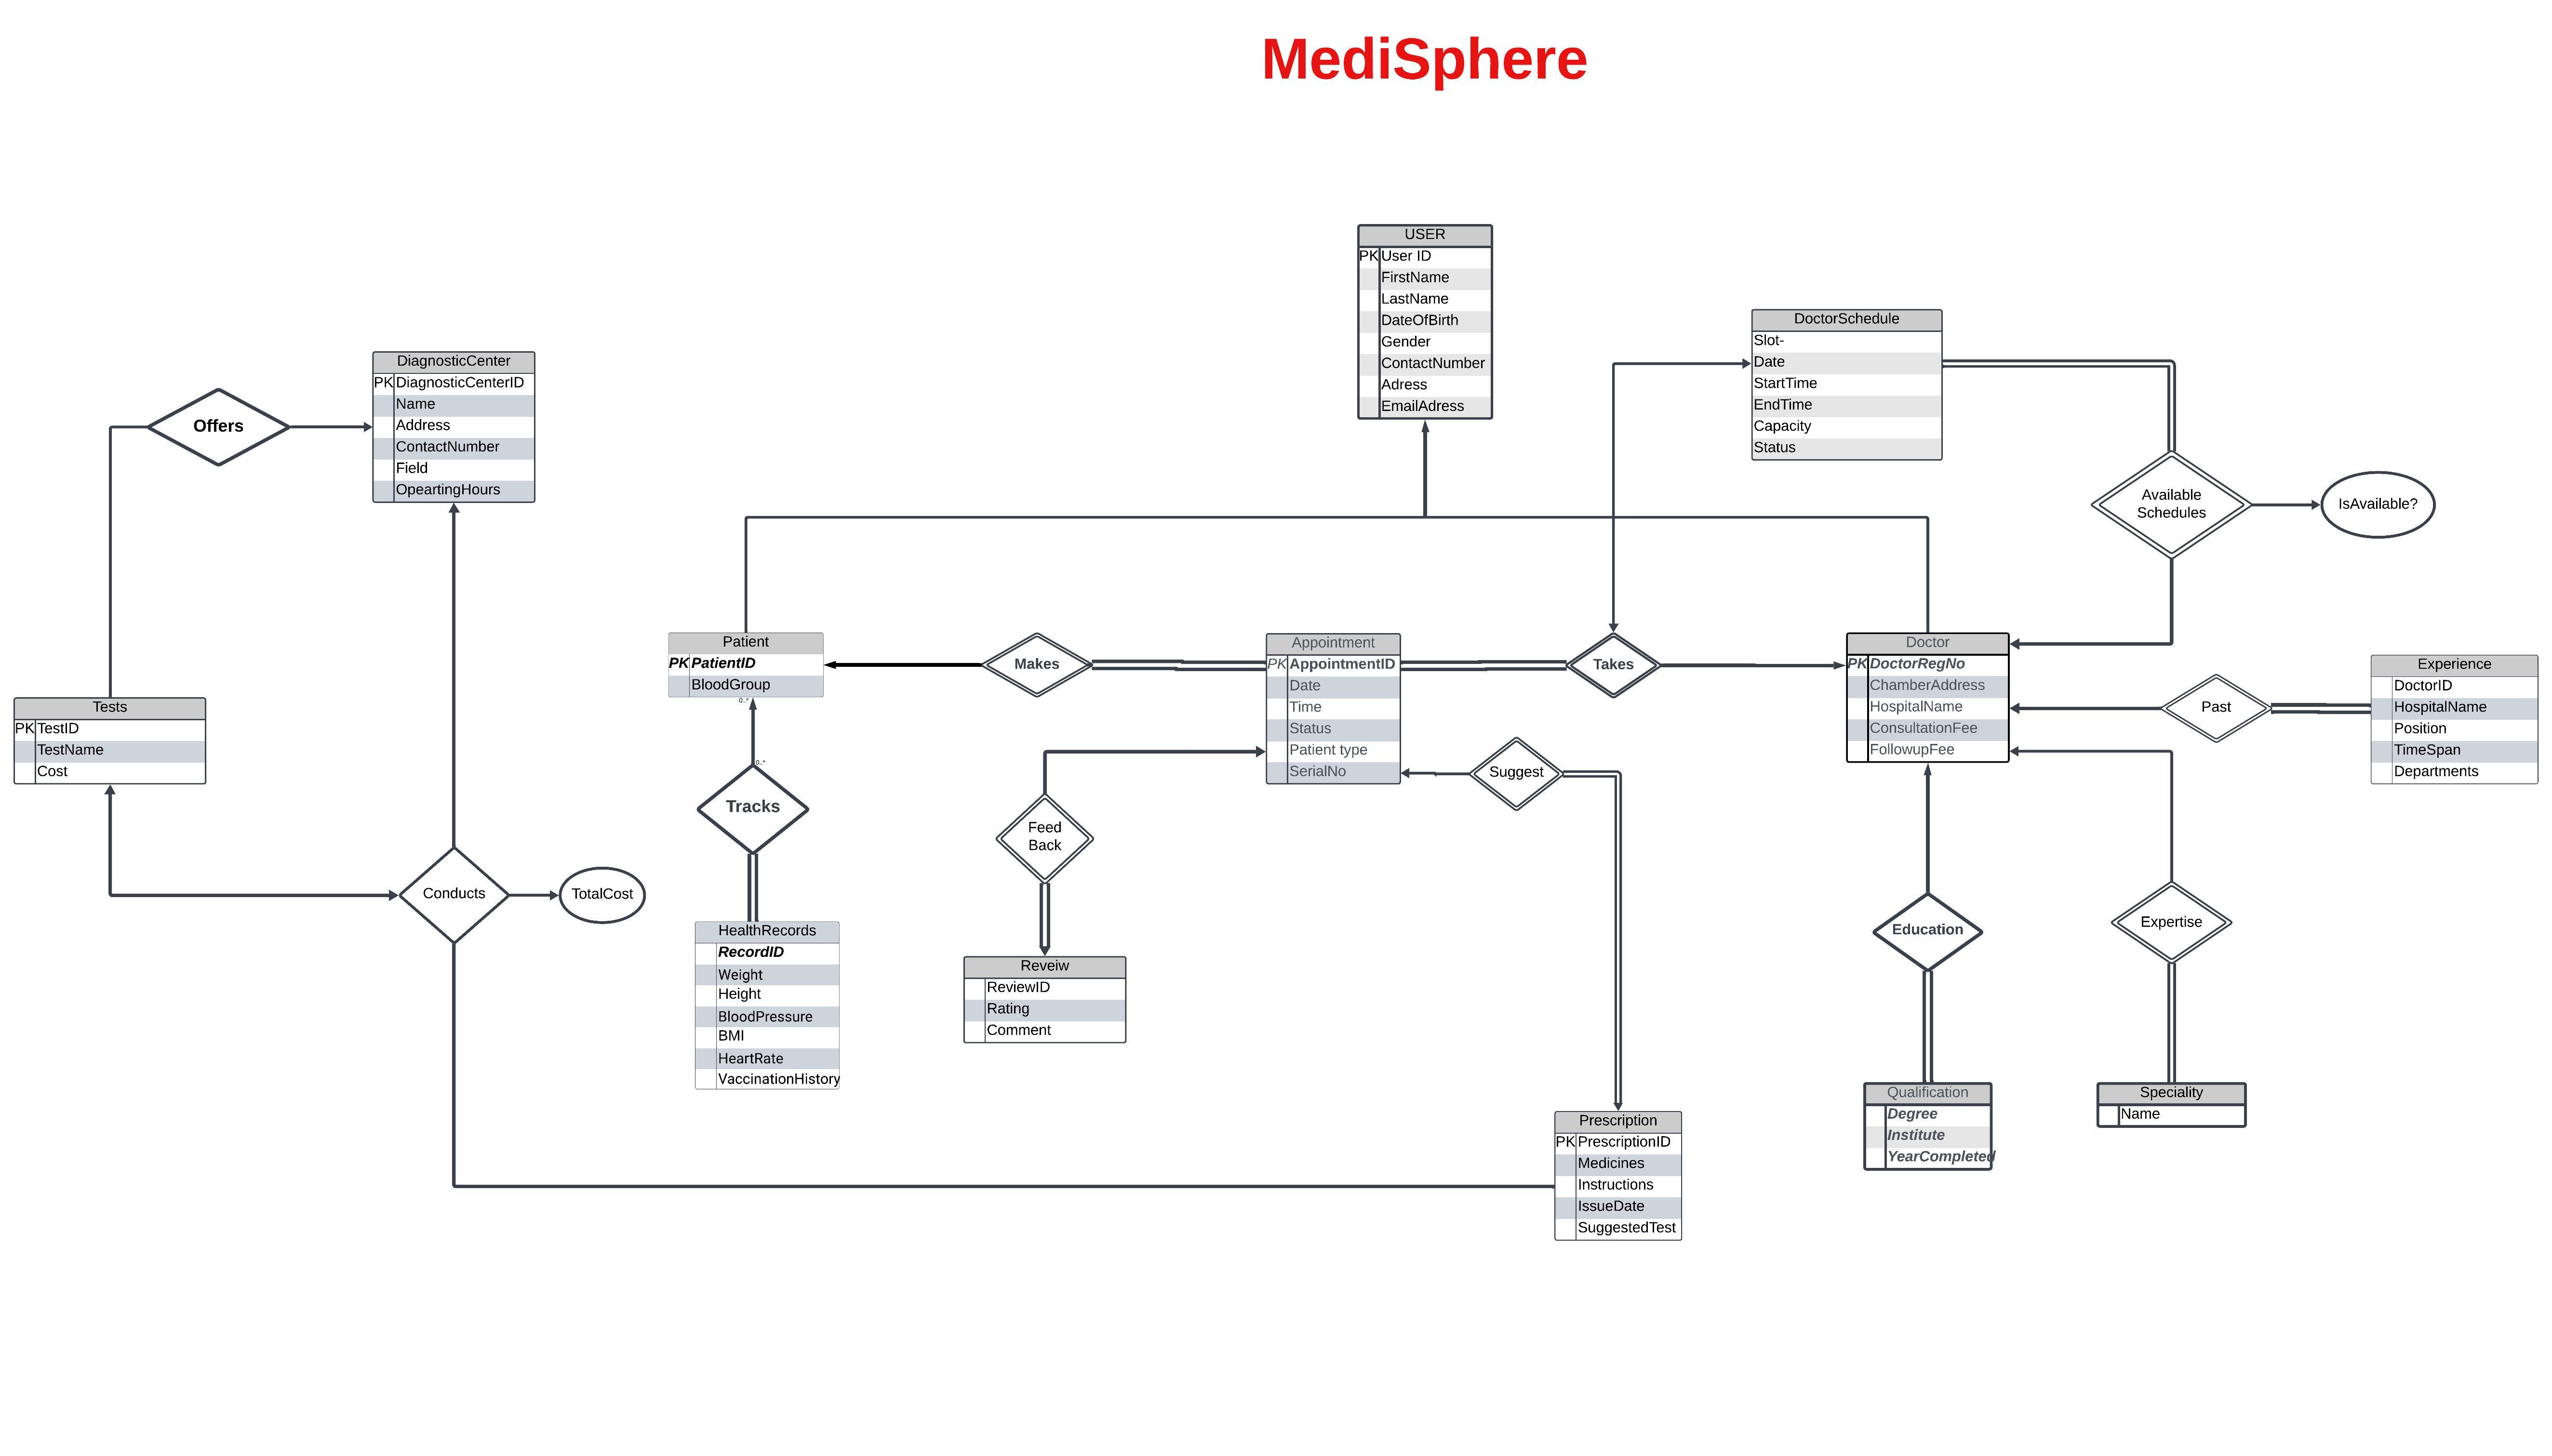 MediSphere
USER
PK User ID
FirstName
LastName
DateOfBirth
Gender
ContactNumber
Adress
EmailAdress
DoctorSchedule
Slot-
Date
StartTime
EndTime
Capacity
Status
DiagnosticCenter
PK DiagnosticCenterID
Name
Address
ContactNumber
Field
OpeartingHours
Offers
Available
Schedules
IsAvailable?
Patient
PK PatientID
BloodGroup
0..*
0..*
Makes
Appointment
PK AppointmentID
Date
Time
Status
Patient type
SerialNo
Takes
Doctor
PK DoctorRegNo
ChamberAddress
HospitalName
ConsultationFee
FollowupFee
Past
Experience
DoctorID
HospitalName
Position
TimeSpan
Departments
Tests
PK TestID
TestName
Cost
Tracks
Feed
Back
Suggest
Conducts
TotalCost
HealthRecords
RecordID
Weight
Height
BloodPressure
BMI
HeartRate
VaccinationHistory
Reveiw
ReviewID
Rating
Comment
Education
Expertise
Prescription
PK PrescriptionID
Medicines
Instructions
IssueDate
SuggestedTest
Qualification
Degree
Institute
YearCompleted
Speciality
Name